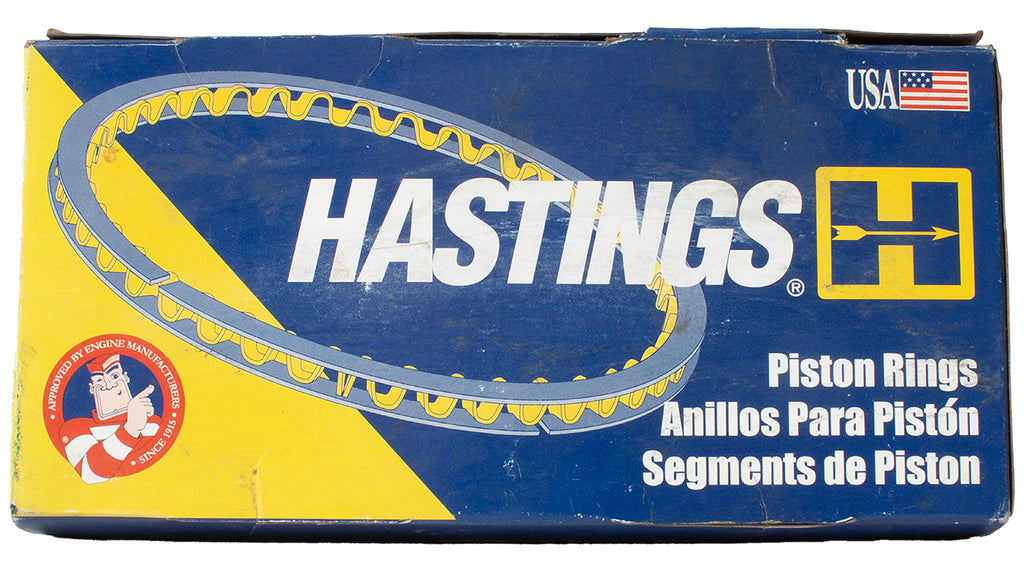 USA
HASTINGS®
H
Piston Rings
Anillos Para Pistón
Segments de Piston
• APPROVED BY ENGINE MANUFACTURERS •
SINCE 1915 •
®